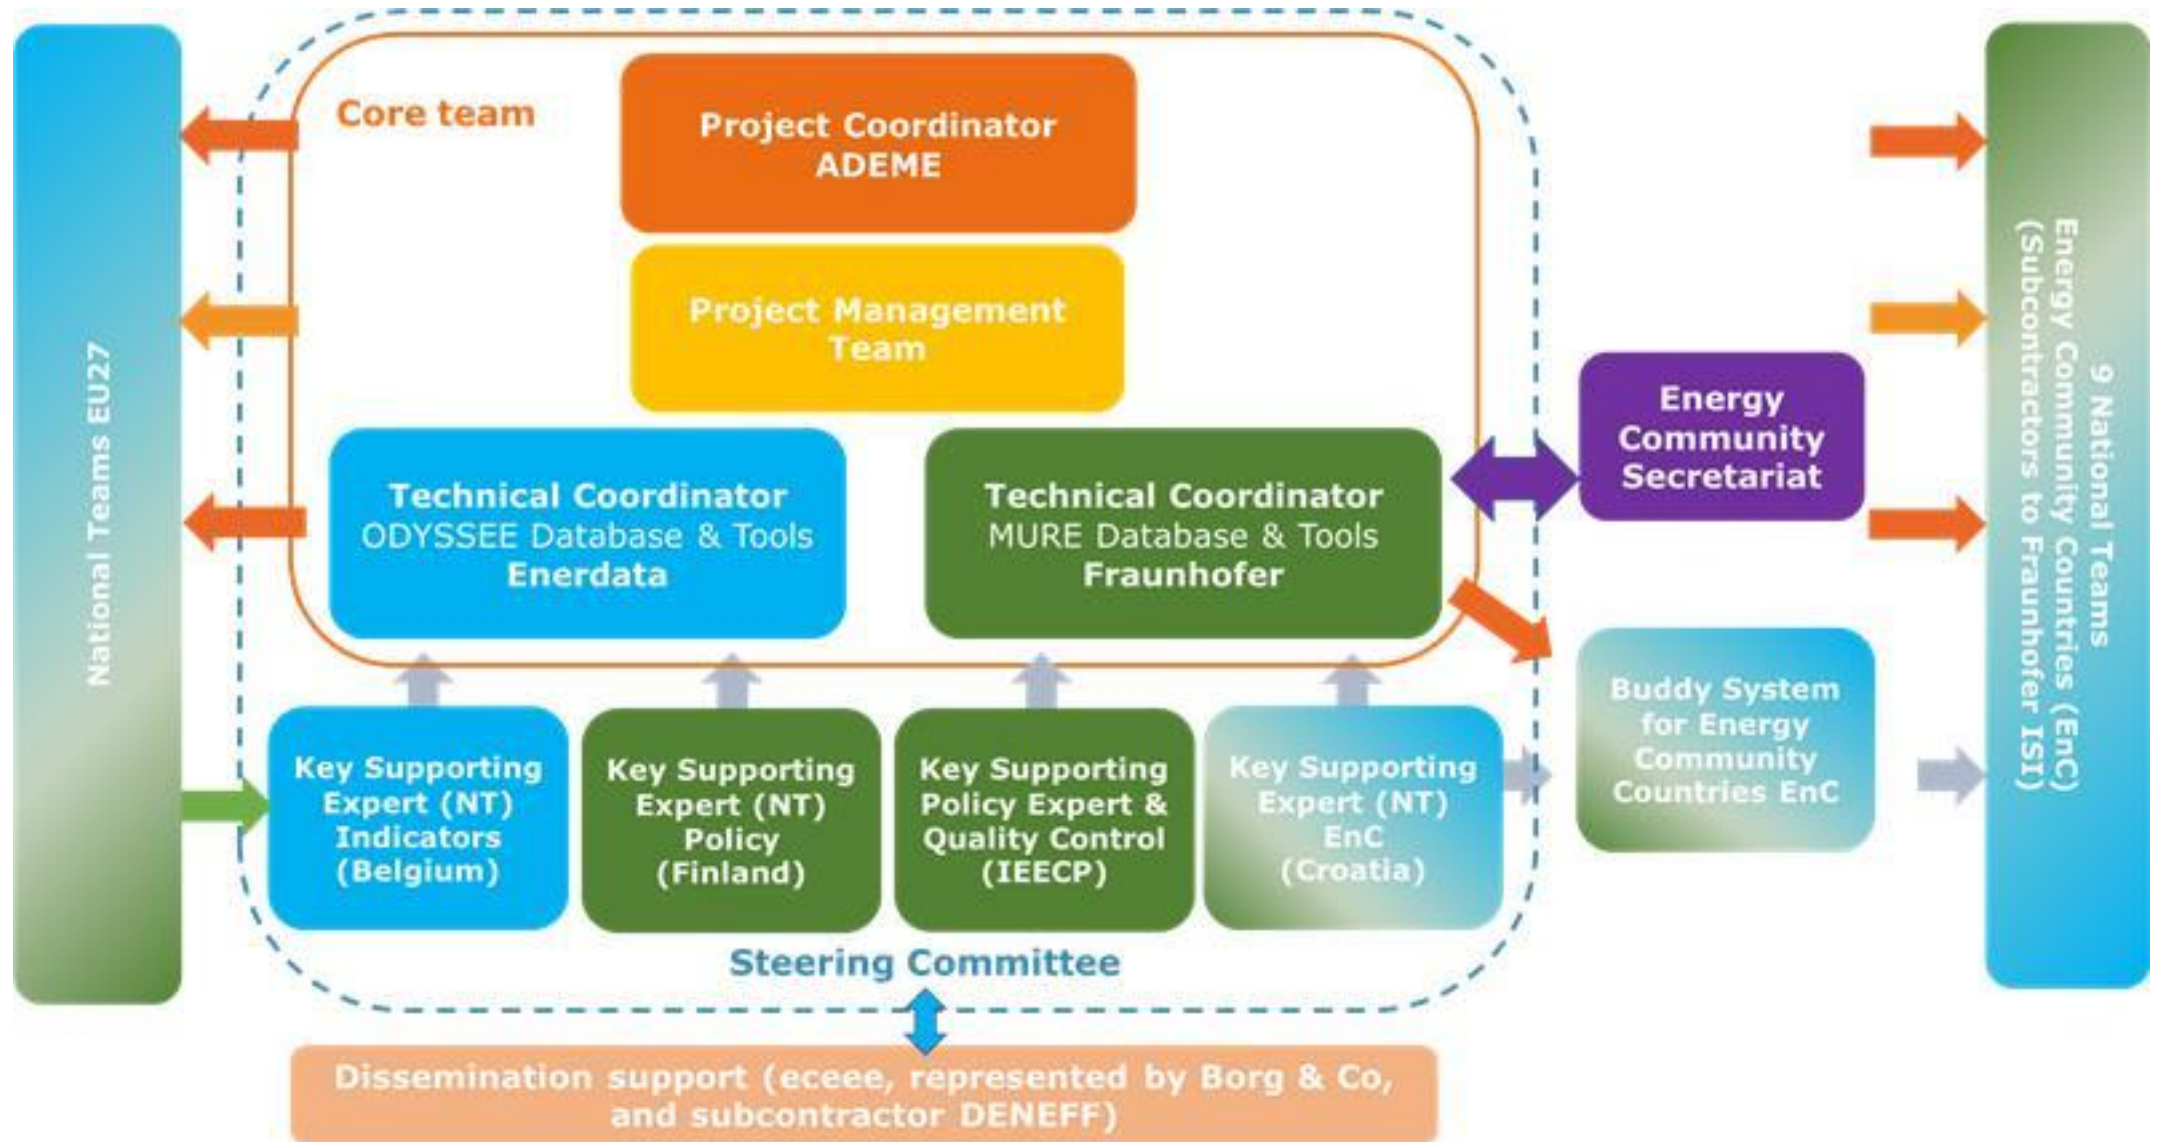 National Teams EU27
Core team
Project Coordinator
ADEME
Project Management
Team
Technical Coordinator
ODYSSEE Database & Tools
Enerdata
Technical Coordinator
MURE Database & Tools
Fraunhofer
Energy
Community
Secretariat
Key Supporting
Expert (NT)
Indicators
(Belgium)
Key Supporting
Expert (NT)
Policy
(Finland)
Key Supporting
Policy Expert &
Quality Control
(IEECP)
Key Supporting
Expert (NT)
EnC
(Croatia)
Buddy System
for Energy
Community
Countries EnC
9 National Teams
Energy Community Countries (EnC)
(Subcontractors to Fraunhofer ISI)
Steering Committee
Dissemination support (eceee, represented by Borg & Co,
and subcontractor DENEFF)